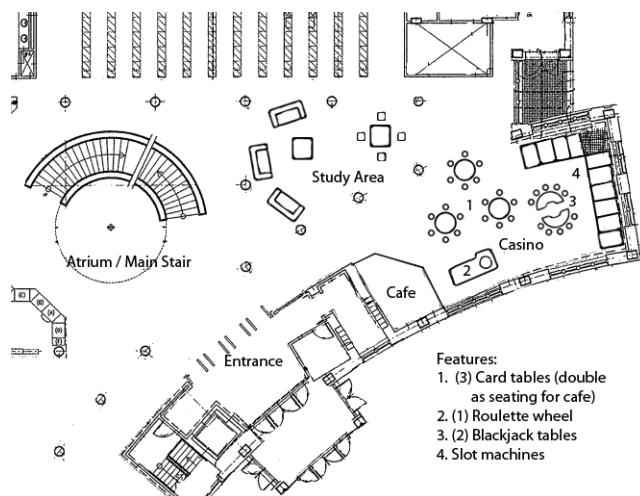 Study Area
4
1
3
Casino
Atrium / Main Stair
2
Cafe
Entrance
Features:
1. (3) Card tables (double
as seating for cafe)
2. (1) Roulette wheel
3. (2) Blackjack tables
4. Slot machines